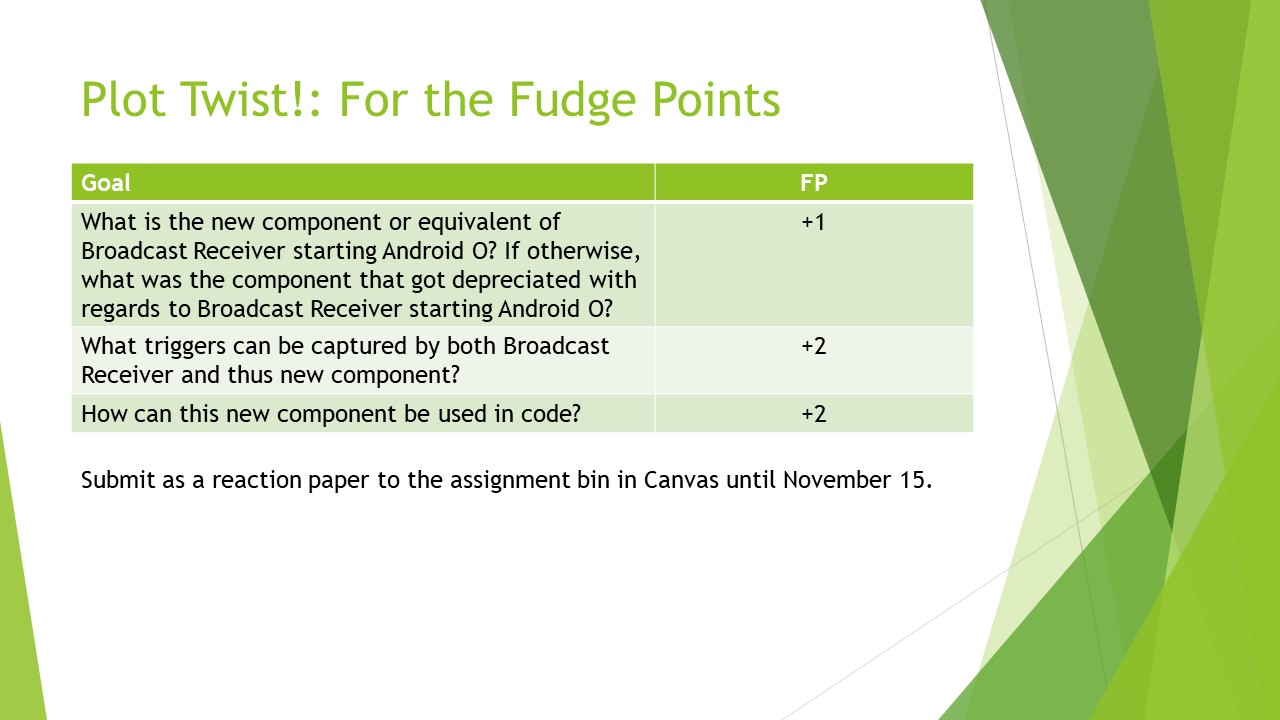 Plot Twist!: For the Fudge Points
Goal
FP
What is the new component or equivalent of
Broadcast Receiver starting Android O? If otherwise,
what was the component that got depreciated with
regards to Broadcast Receiver starting Android O?
+1
What triggers can be captured by both Broadcast
Receiver and thus new component?
+2
How can this new component be used in code?
+2
Submit as a reaction paper to the assignment bin in Canvas until November 15.